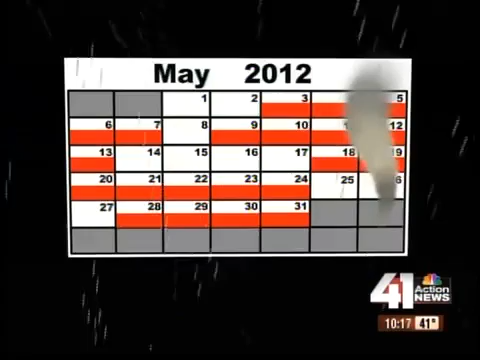 May 2012
1 2 3 5
6 7 8 9 10 12
13 14 15 16 17 18 19
20 21 22 23 24 25
27 28 29 30 31
41 Action
NEWS
10:17 41°